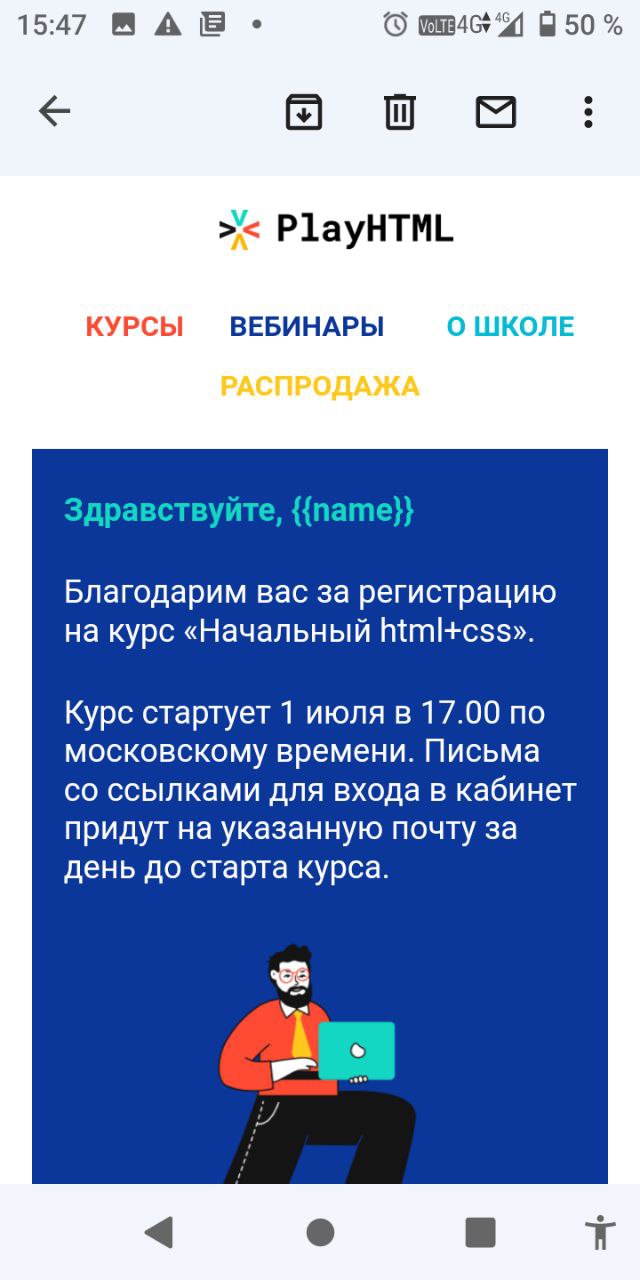 15:47 VoLTE 4G 4G 50 %
PlayHTML
КУРСЫ ВЕБИНАРЫ О ШКОЛЕ
РАСПРОДАЖА
Здравствуйте, {{name}}
Благодарим вас за регистрацию
на курс «Начальный html+css».
Курс стартует 1 июля в 17.00 по
московскому времени. Письма
со ссылками для входа в кабинет
придут на указанную почту за
день до старта курса.